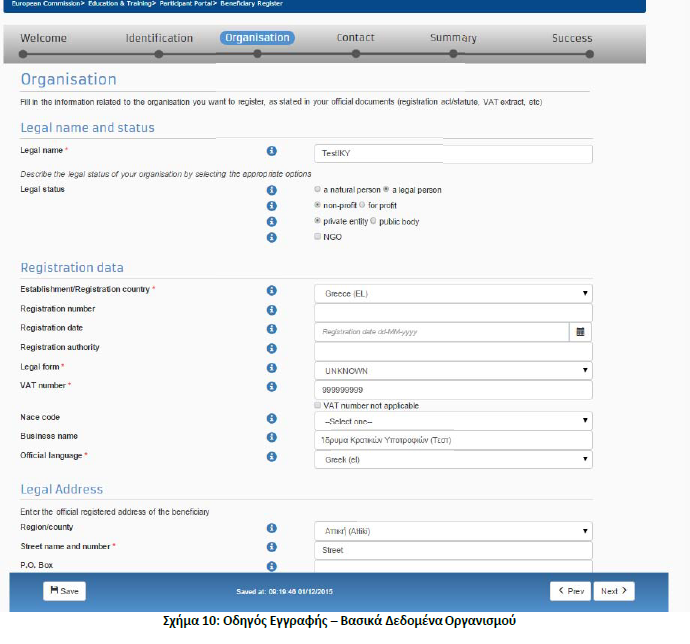 European Commission> Education & Training> Participant Portal> Beneficiary Register
Welcome Identification Organisation Contact Summary Success
Organisation
Fill in the information related to the organisation you want to register, as stated in your official documents (registration act/statute, VAT extract, etc)
Legal name and status
Legal name * TestIKY
Describe the legal status of your organisation by selecting the appropriate options
Legal status a natural person a legal person
non-profit for profit
private entity public body
NGO
Registration data
Establishment/Registration country * Greece (EL)
Registration number
Registration date Registration date dd-MM-yyyy
Registration authority
Legal form * UNKNOWN
VAT number * 999999999
VAT number not applicable
Nace code --Select one--
Business name Ίδρυμα Κρατικών Υποτροφιών (Τεστ)
Official language * Greek (el)
Legal Address
Enter the official registered address of the beneficiary
Region/county Αττική (Attiki)
Street name and number * Street
P.O. Box
Save Saved at: 09:19:46 01/12/2015 Prev Next
Σχήμα 10: Οδηγός Εγγραφής – Βασικά Δεδομένα Οργανισμού